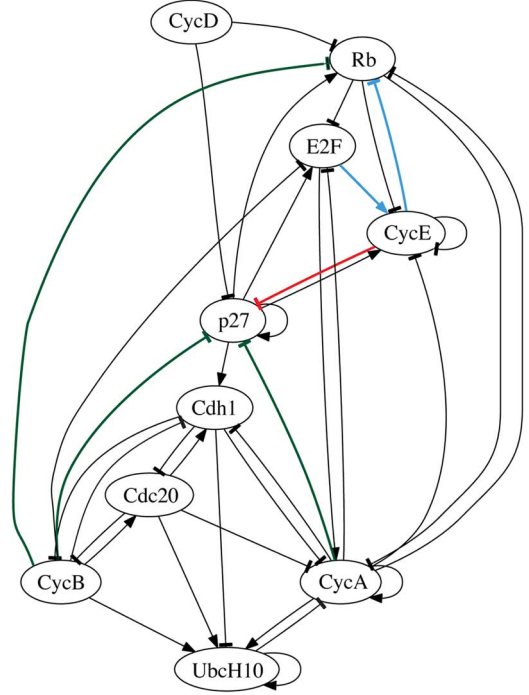 CycD
Rb
E2F
CycE
p27
Cdh1
Cdc20
CycB
CycA
UbcH10